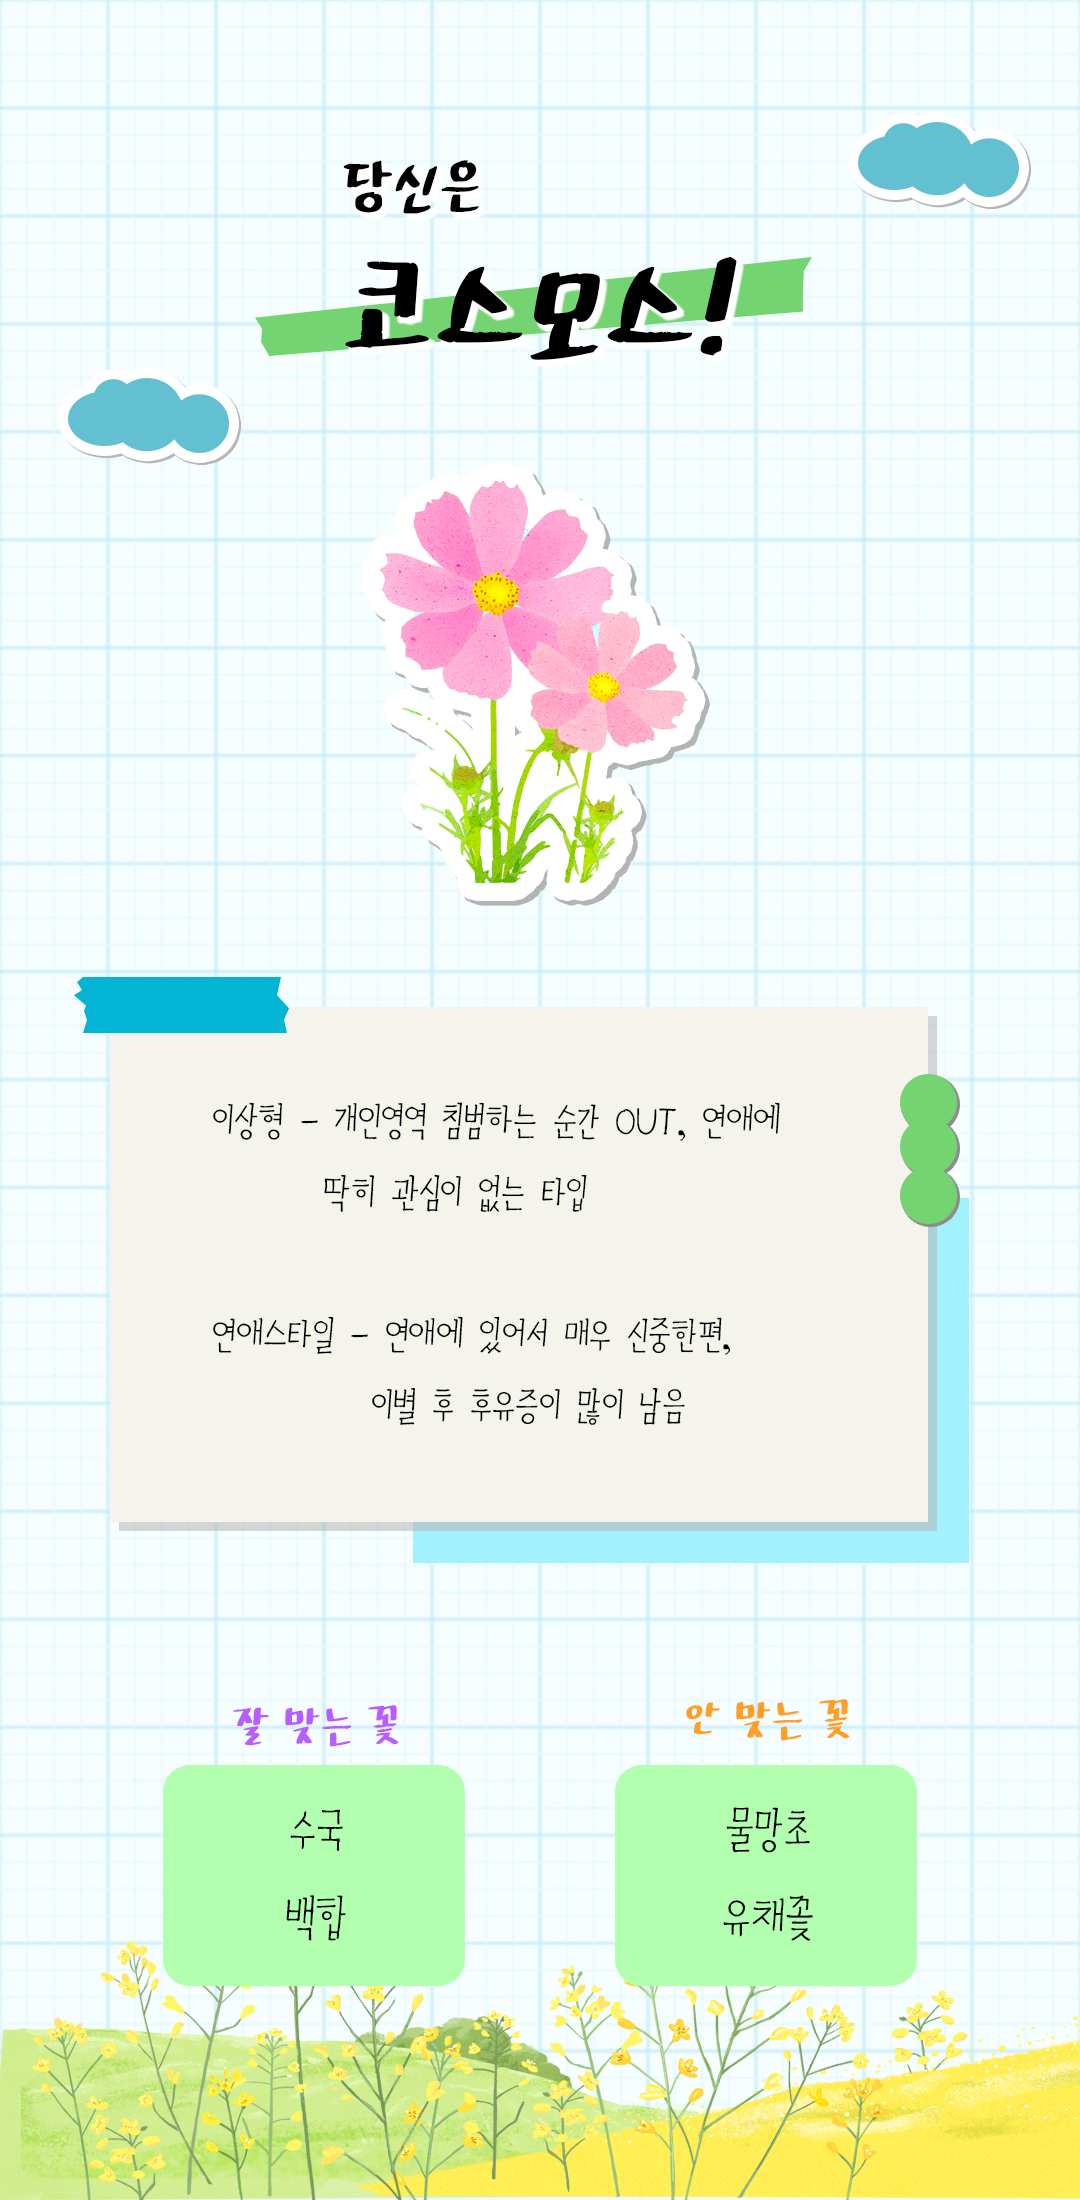 당신은
코스모스!
이상형 - 개인영역 침범하는 순간 OUT, 연애에
딱히 관심이 없는 타입
연애스타일 - 연애에 있어서 매우 신중한편,
이별 후 후유증이 많이 남음
잘 맞는 꽃
수국
백합
안 맞는 꽃
물망초
유채꽃